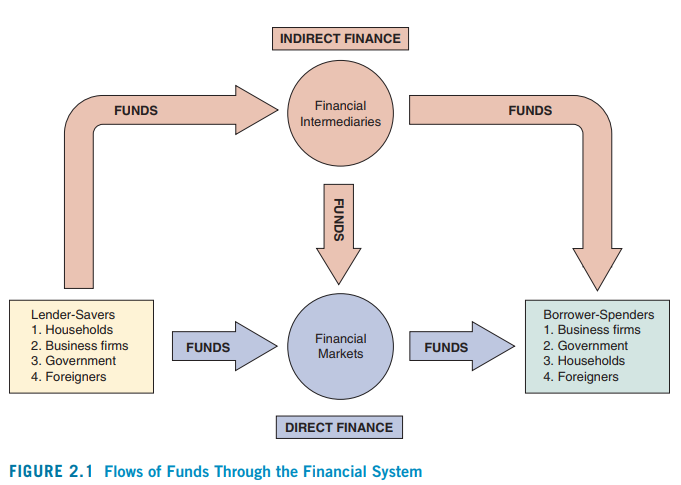 INDIRECT FINANCE
FUNDS
Financial
Intermediaries
FUNDS
FUNDS
Lender-Savers
1. Households
2. Business firms
3. Government
4. Foreigners
FUNDS
Financial
Markets
FUNDS
Borrower-Spenders
1. Business firms
2. Government
3. Households
4. Foreigners
DIRECT FINANCE
FIGURE 2.1 Flows of Funds Through the Financial System